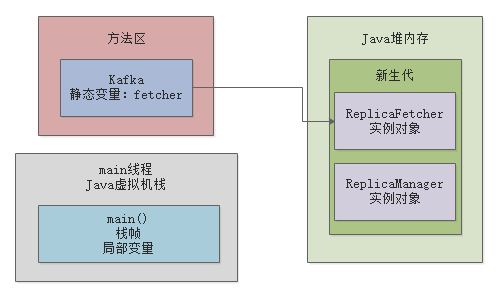 方法区
Kafka
静态变量：fetcher
main线程
Java虚拟机栈
main()
栈帧
局部变量
Java堆内存
新生代
ReplicaFetcher
实例对象
ReplicaManager
实例对象